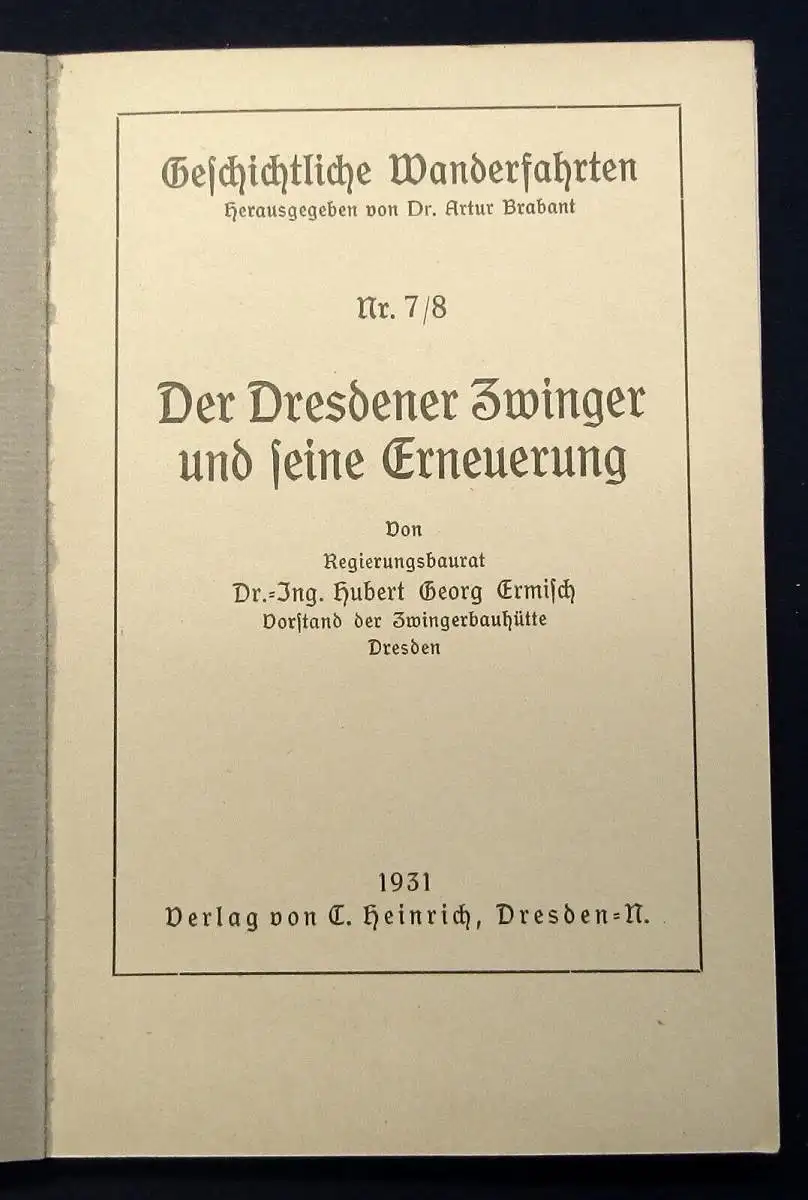 Geſchichtliche Wanderfahrten
Herausgegeben von Dr. Artur Brabant
Nr. 7/8
Der Dresdener Zwinger
und ſeine Erneuerung
Von
Regierungsbaurat
Dr.=Ing. Hubert Georg Ermiſch
Vorſtand der Zwingerbauhütte
Dresden
1931
Verlag von C. Heinrich, Dresden=N.